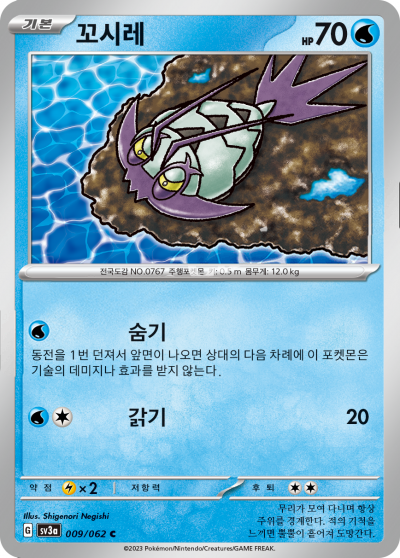 기본 꼬시레 HP 70
전국도감 NO.0767 주행포켓몬 키: 0.5 m 몸무게: 12.0 kg
숨기
동전을 1번 던져서 앞면이 나오면 상대의 다음 차례에 이 포켓몬은
기술의 데미지나 효과를 받지 않는다.
갉기 20
약점 ×2 저항력 후퇴
Illus. Shigenori Negishi
G sv3a 009/062 C
무리가 모여 다니며 항상
주위를 경계한다. 적의 기척을
느끼면 뿔뿔이 흩어져 도망간다.
©2023 Pokémon/Nintendo/Creatures/GAME FREAK.